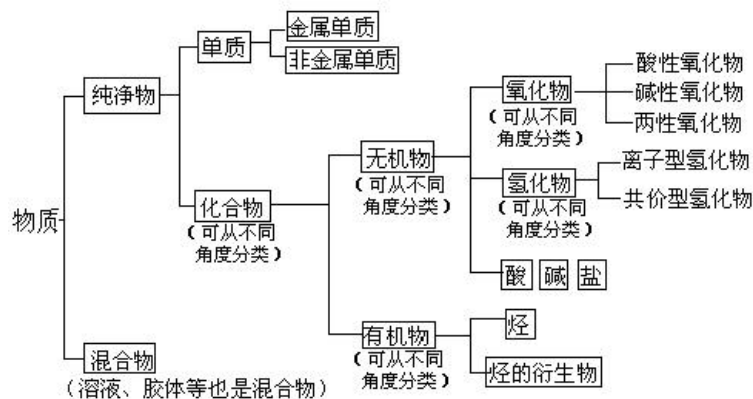 物质
纯净物
单质
金属单质
非金属单质
化合物
(可从不同
角度分类)
无机物
(可从不同
角度分类)
氧化物
(可从不同
角度分类)
酸性氧化物
碱性氧化物
两性氧化物
氢化物
(可从不同
角度分类)
离子型氢化物
共价型氢化物
酸 碱 盐
有机物
(可从不同
角度分类)
烃
烃的衍生物
混合物
(溶液、胶体等也是混合物)